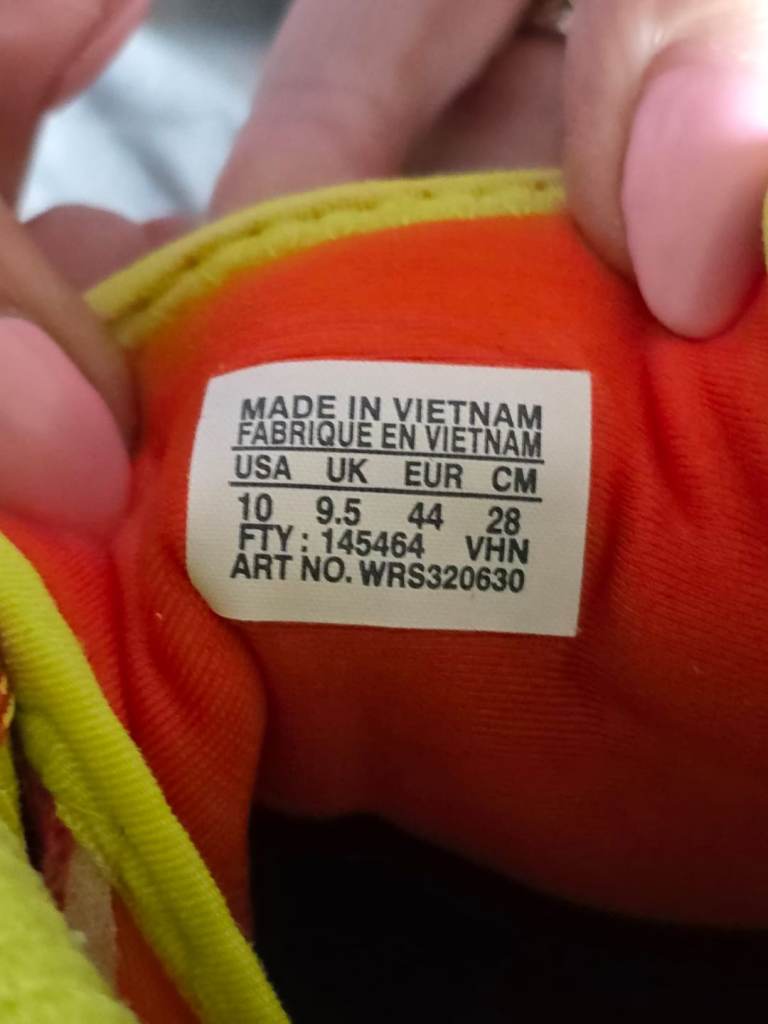 MADE IN VIETNAM
FABRIQUE EN VIETNAM
USA UK EUR CM
10 9.5 44 28
FTY: 145464 VHN
ART NO. WRS320630